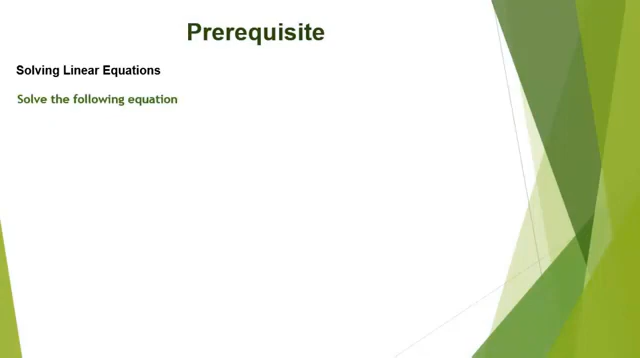 Prerequisite
Solving Linear Equations
Solve the following equation